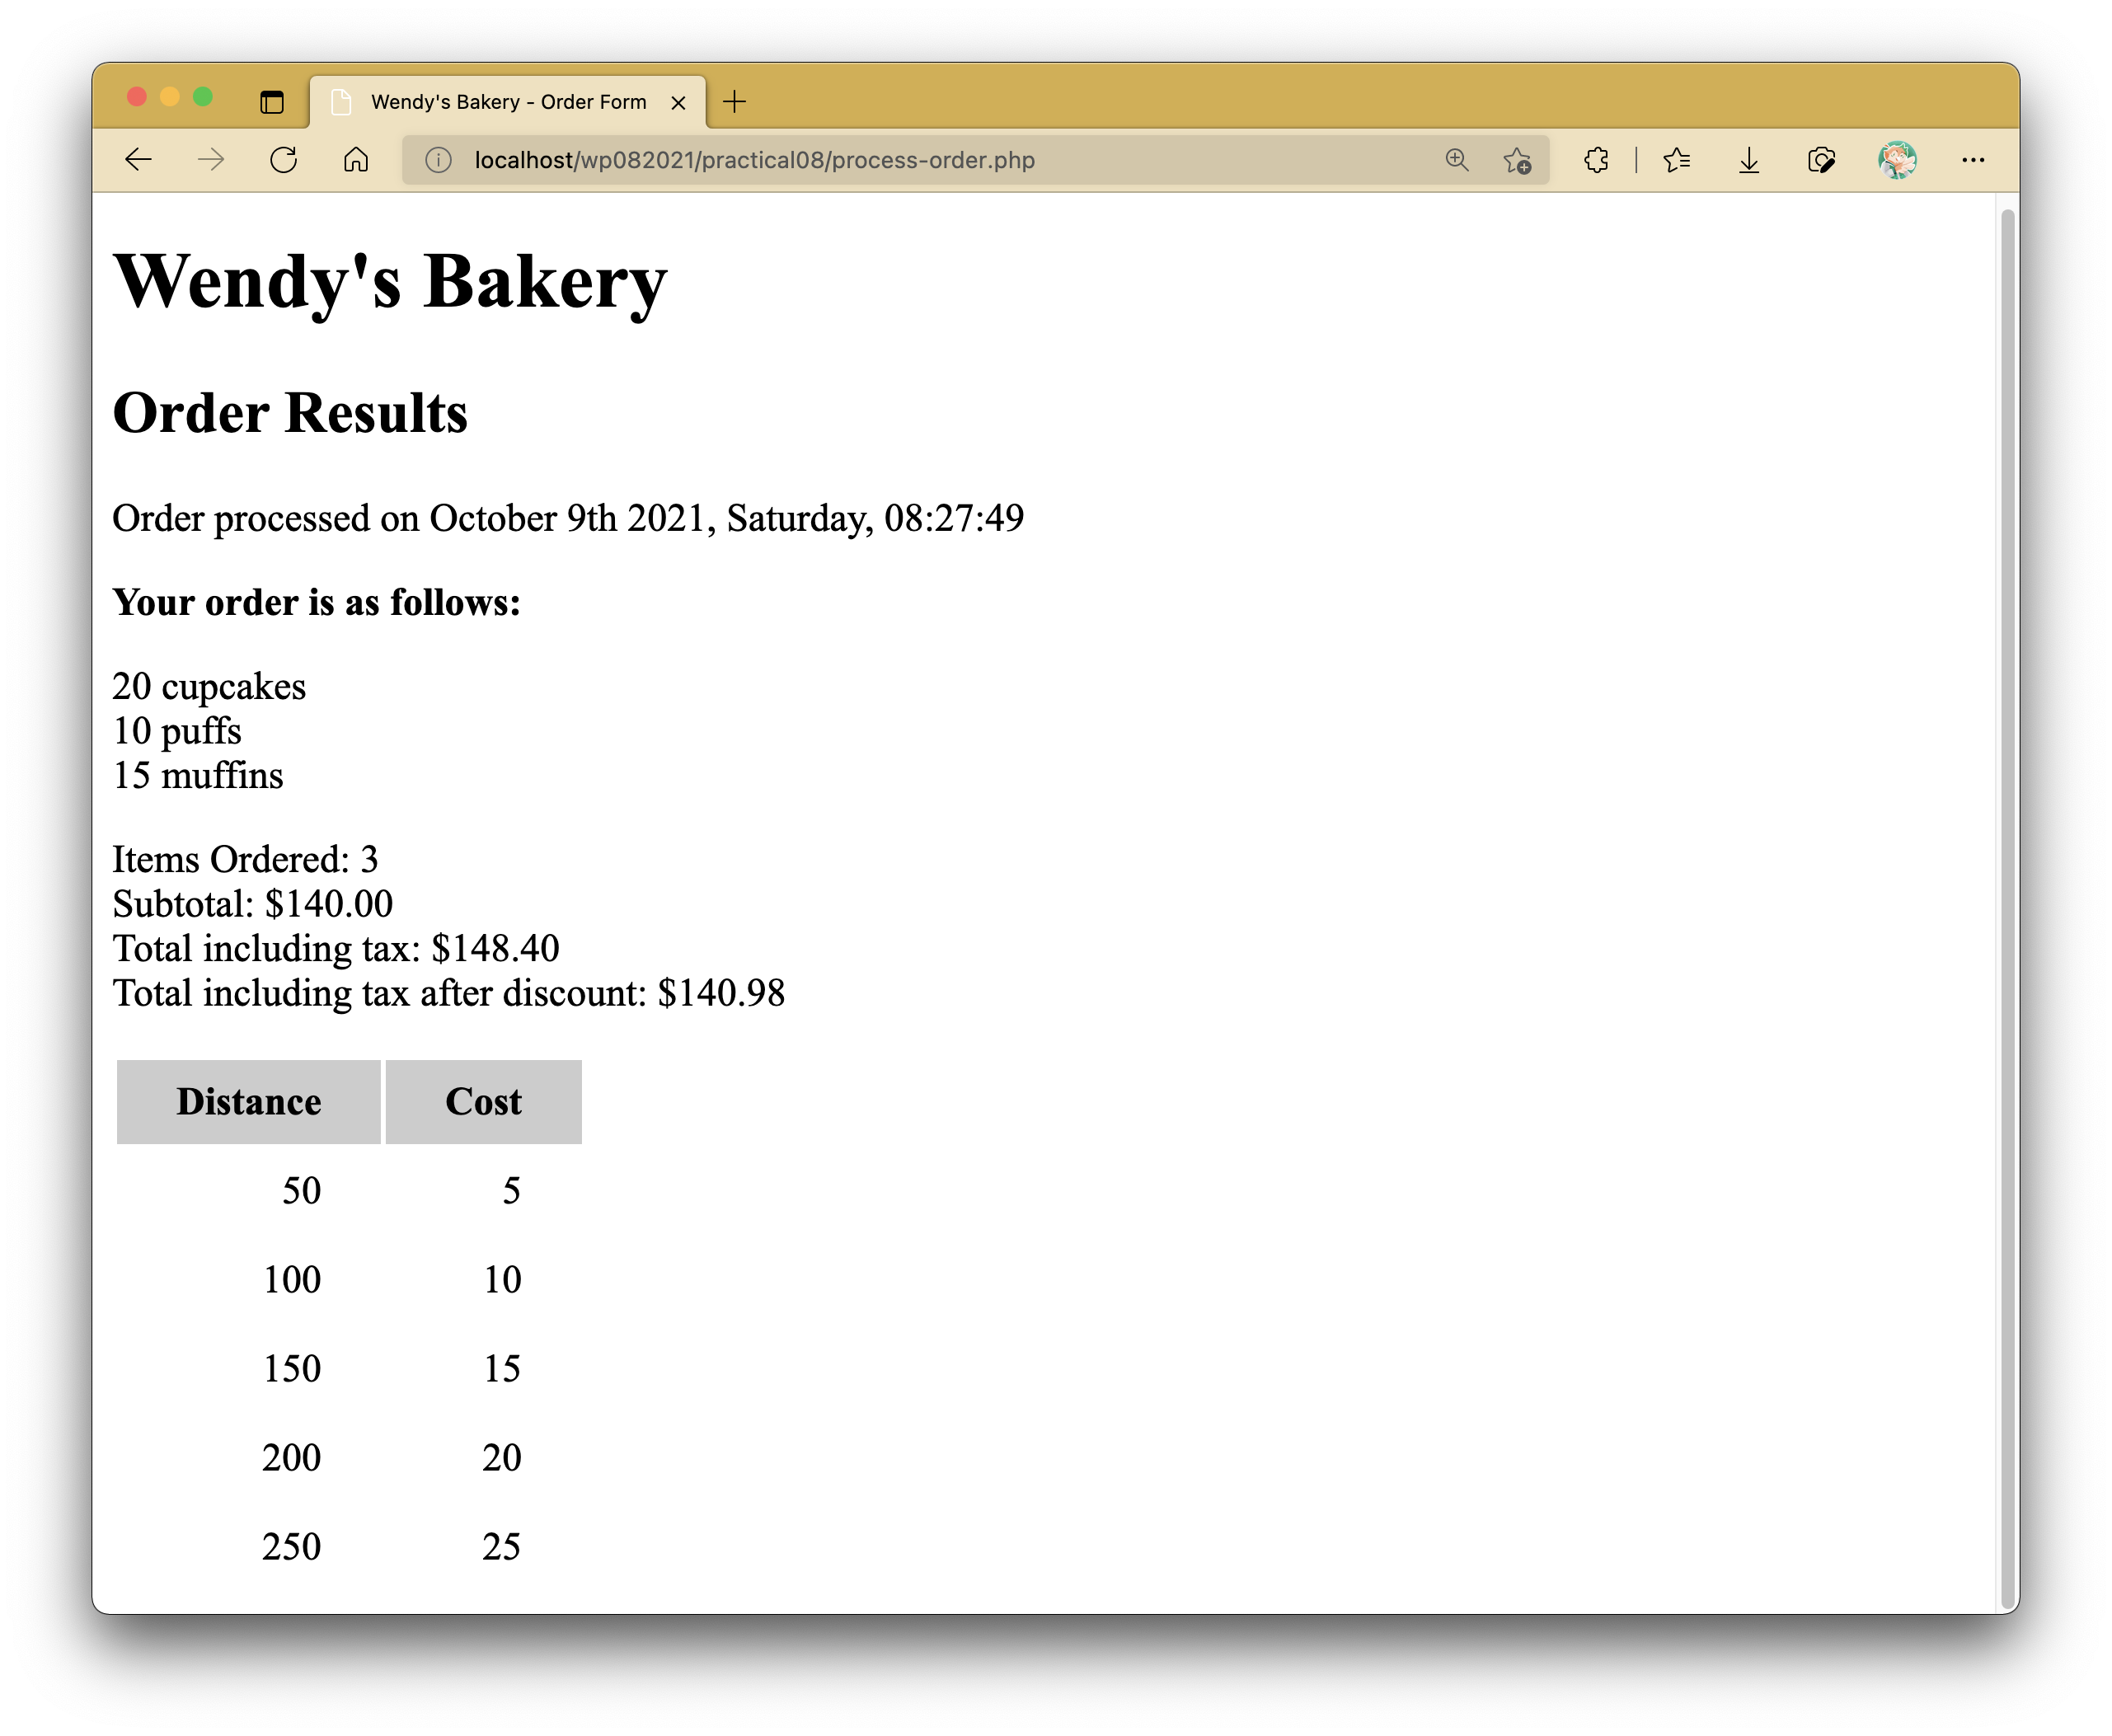 Wendy's Bakery - Order Form
localhost/wp082021/practical08/process-order.php
Wendy's Bakery
Order Results
Order processed on October 9th 2021, Saturday, 08:27:49
Your order is as follows:
20 cupcakes
10 puffs
15 muffins
Items Ordered: 3
Subtotal: $140.00
Total including tax: $148.40
Total including tax after discount: $140.98
Distance Cost
50 5
100 10
150 15
200 20
250 25